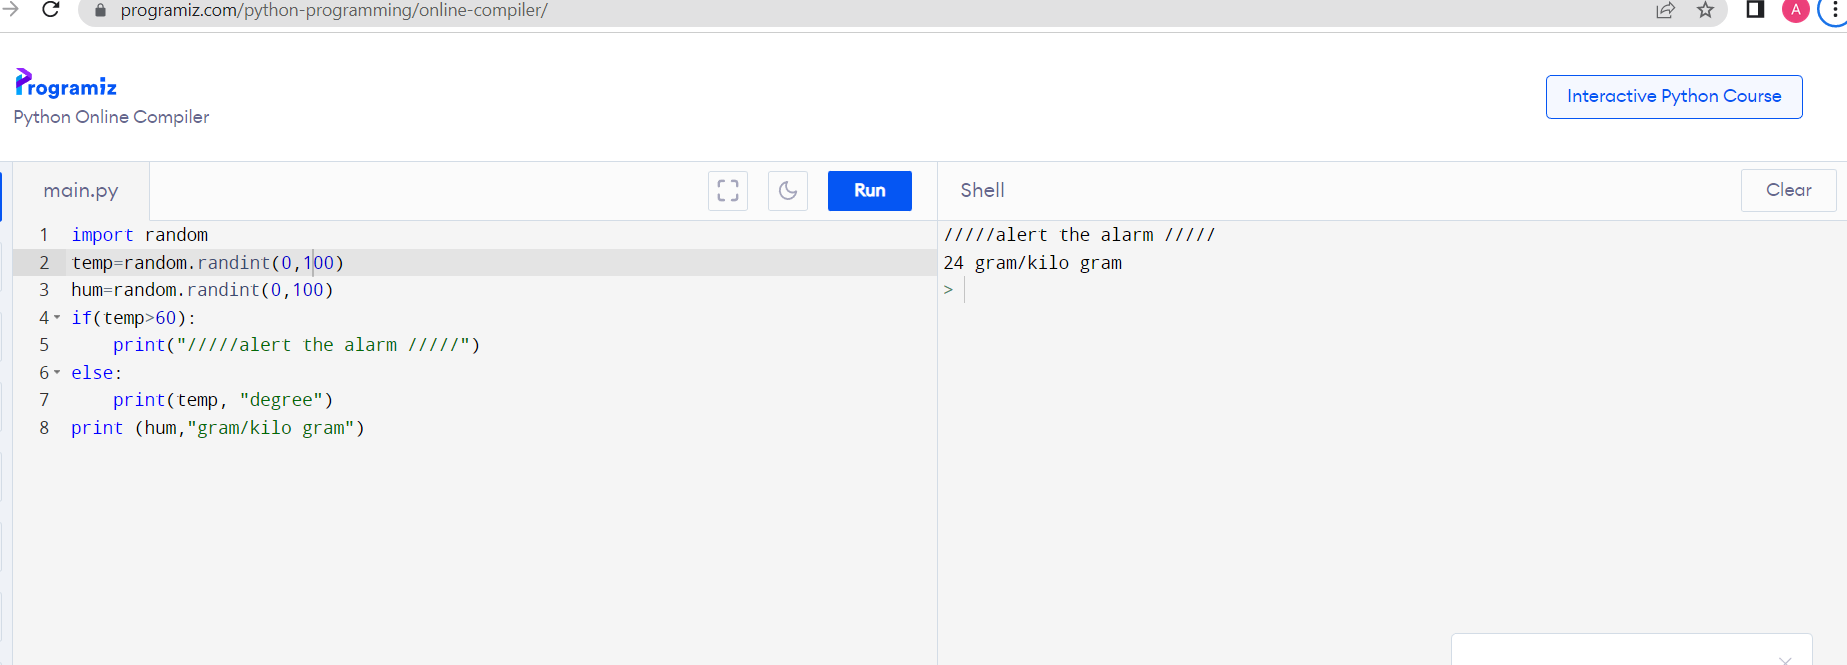 programiz.com/python-programming/online-compiler/
A
Programiz
Python Online Compiler
Interactive Python Course
main.py
Run
Shell
Clear
1 import random
2 temp=random.randint(0,100)
3 hum=random.randint(0,100)
4 if(temp>60):
5     print("/////alert the alarm /////")
6 else:
7     print(temp, "degree")
8 print (hum,"gram/kilo gram")
/////alert the alarm /////
24 gram/kilo gram
>